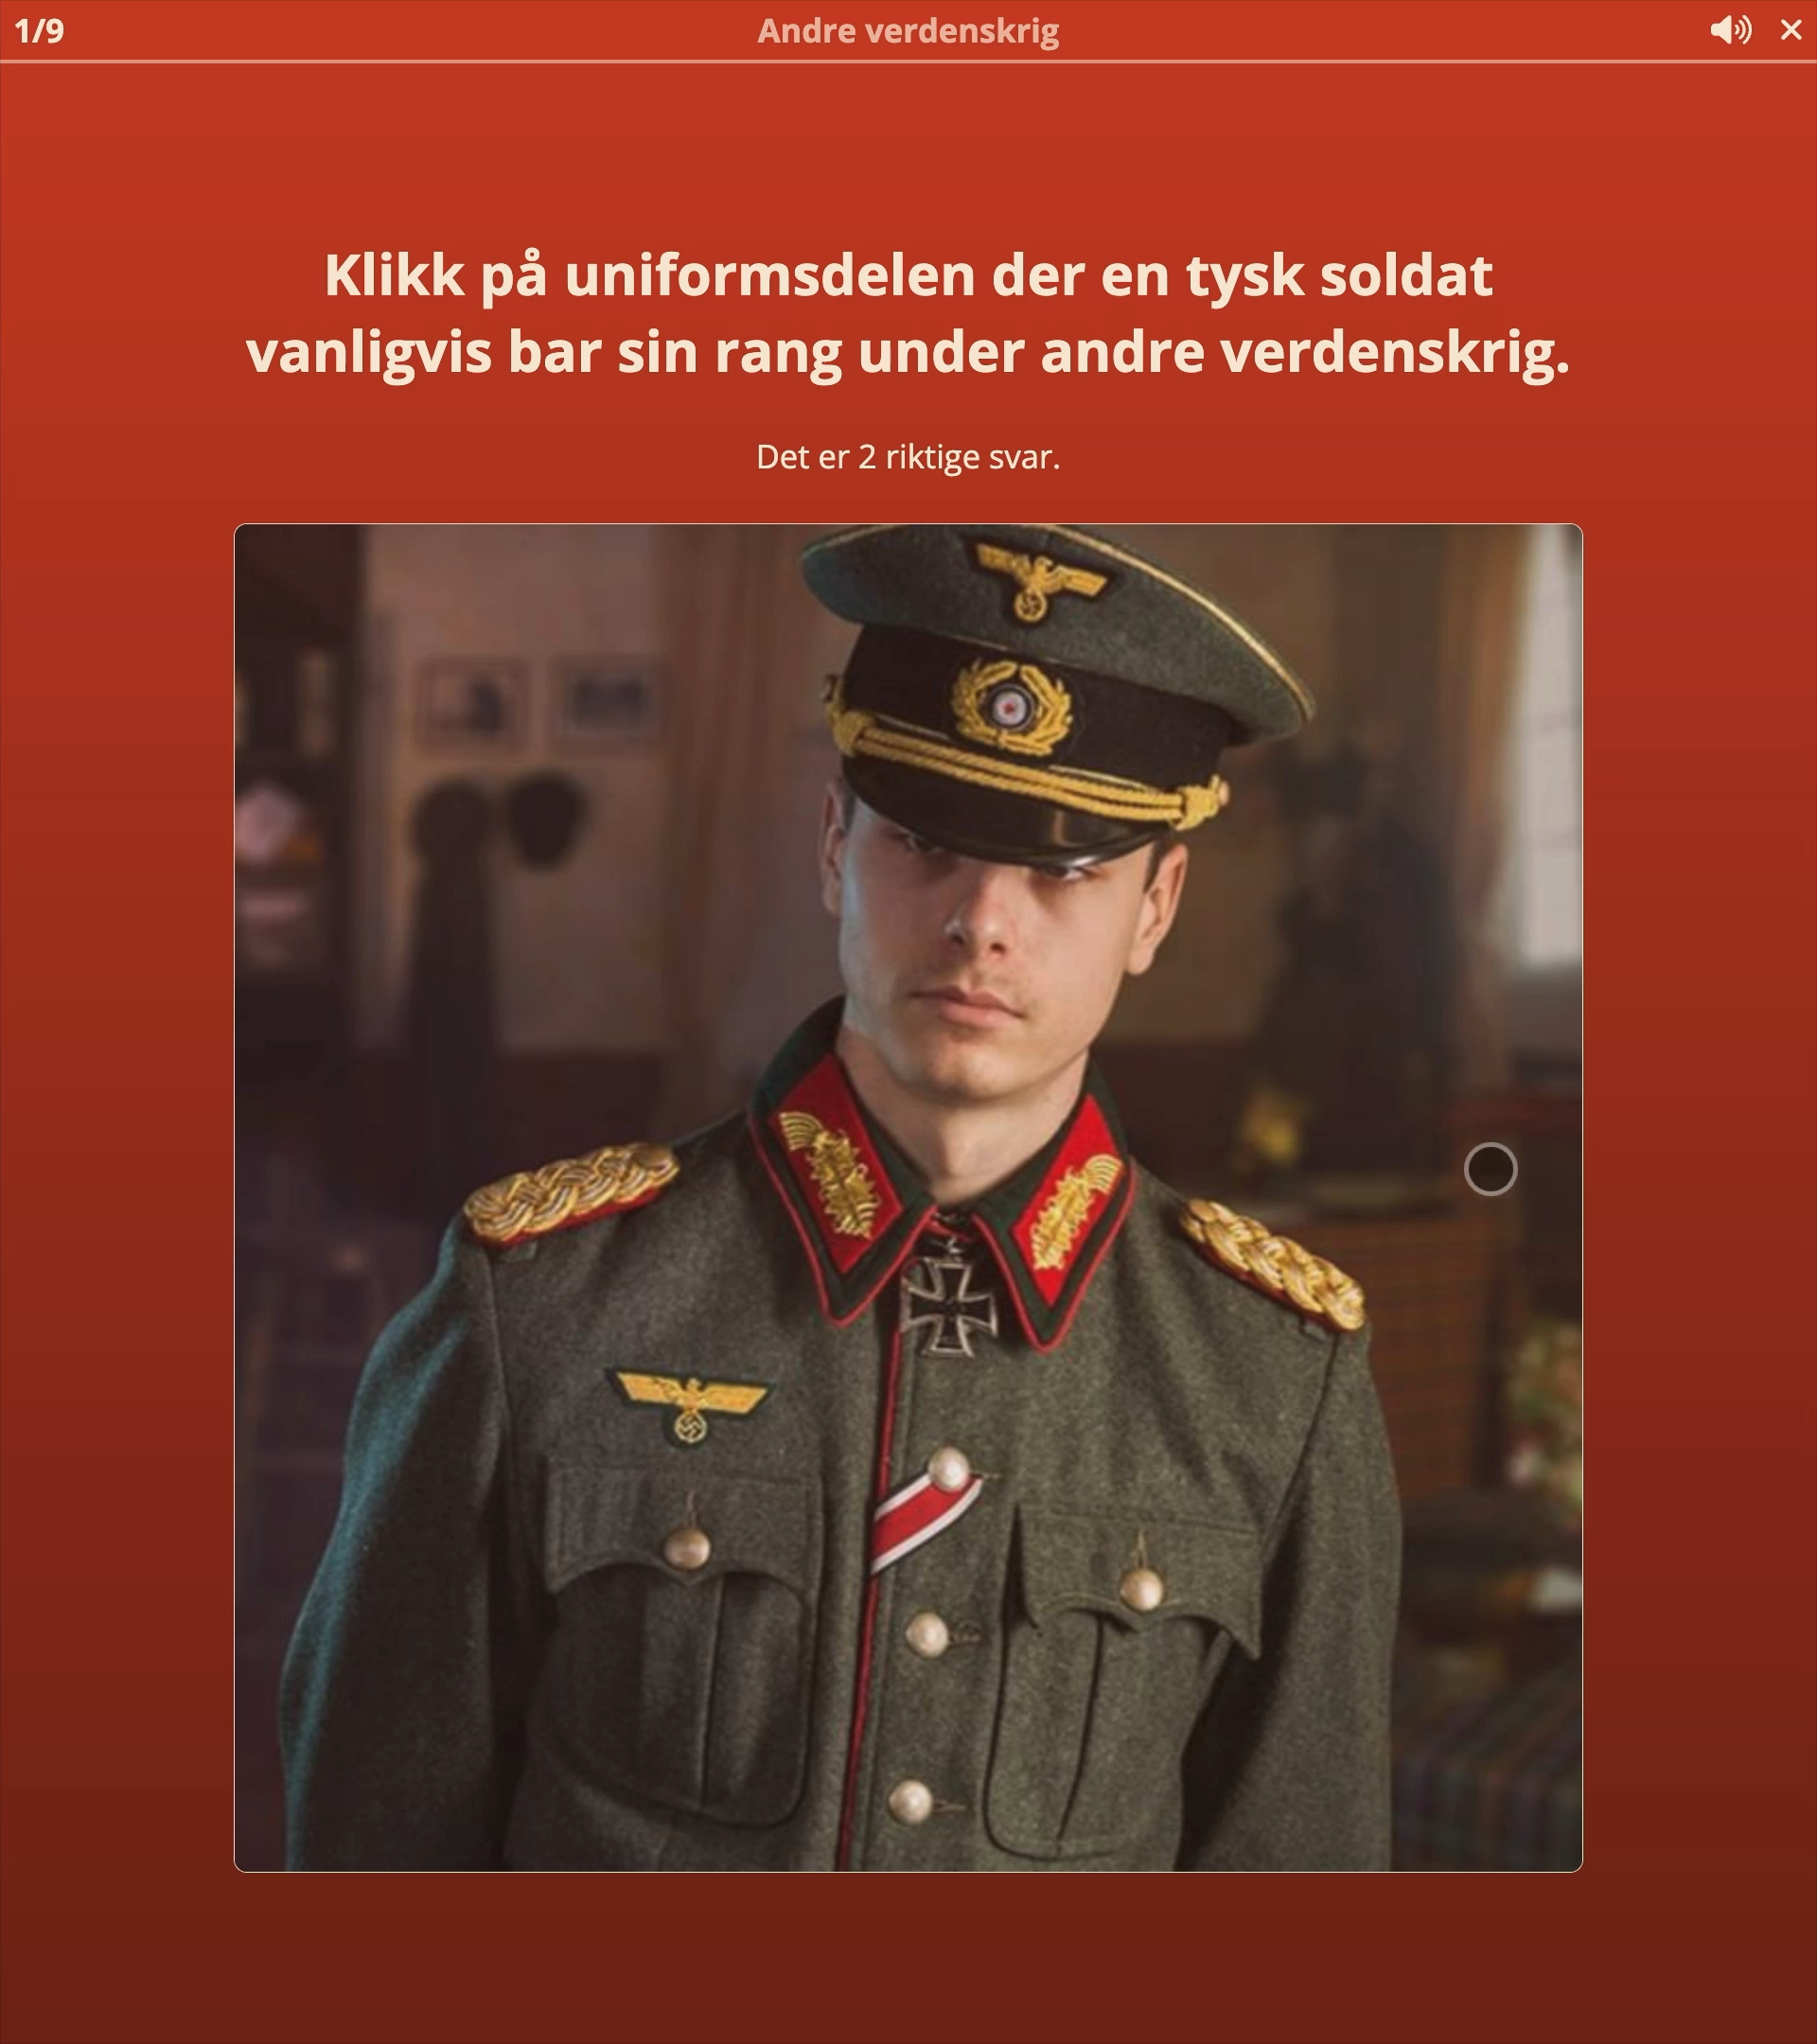 1/9
Andre verdenskrig
Klikk på uniformsdelen der en tysk soldat
vanligvis bar sin rang under andre verdenskrig.
Det er 2 riktige svar.